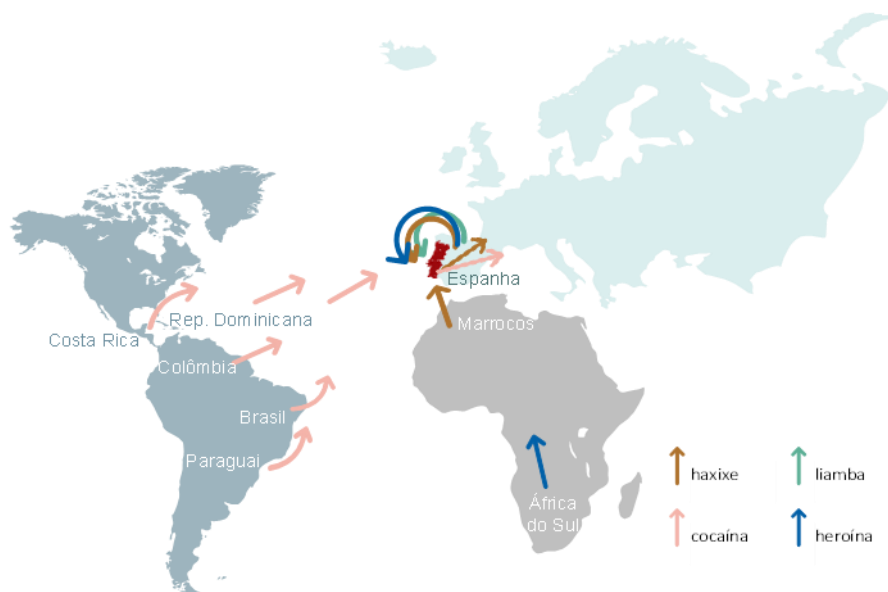 Espanha
Rep. Dominicana
Marrocos
Costa Rica
Colômbia
Brasil
Paraguai
haxixe
liamba
África
do Sul
cocaína
heroína